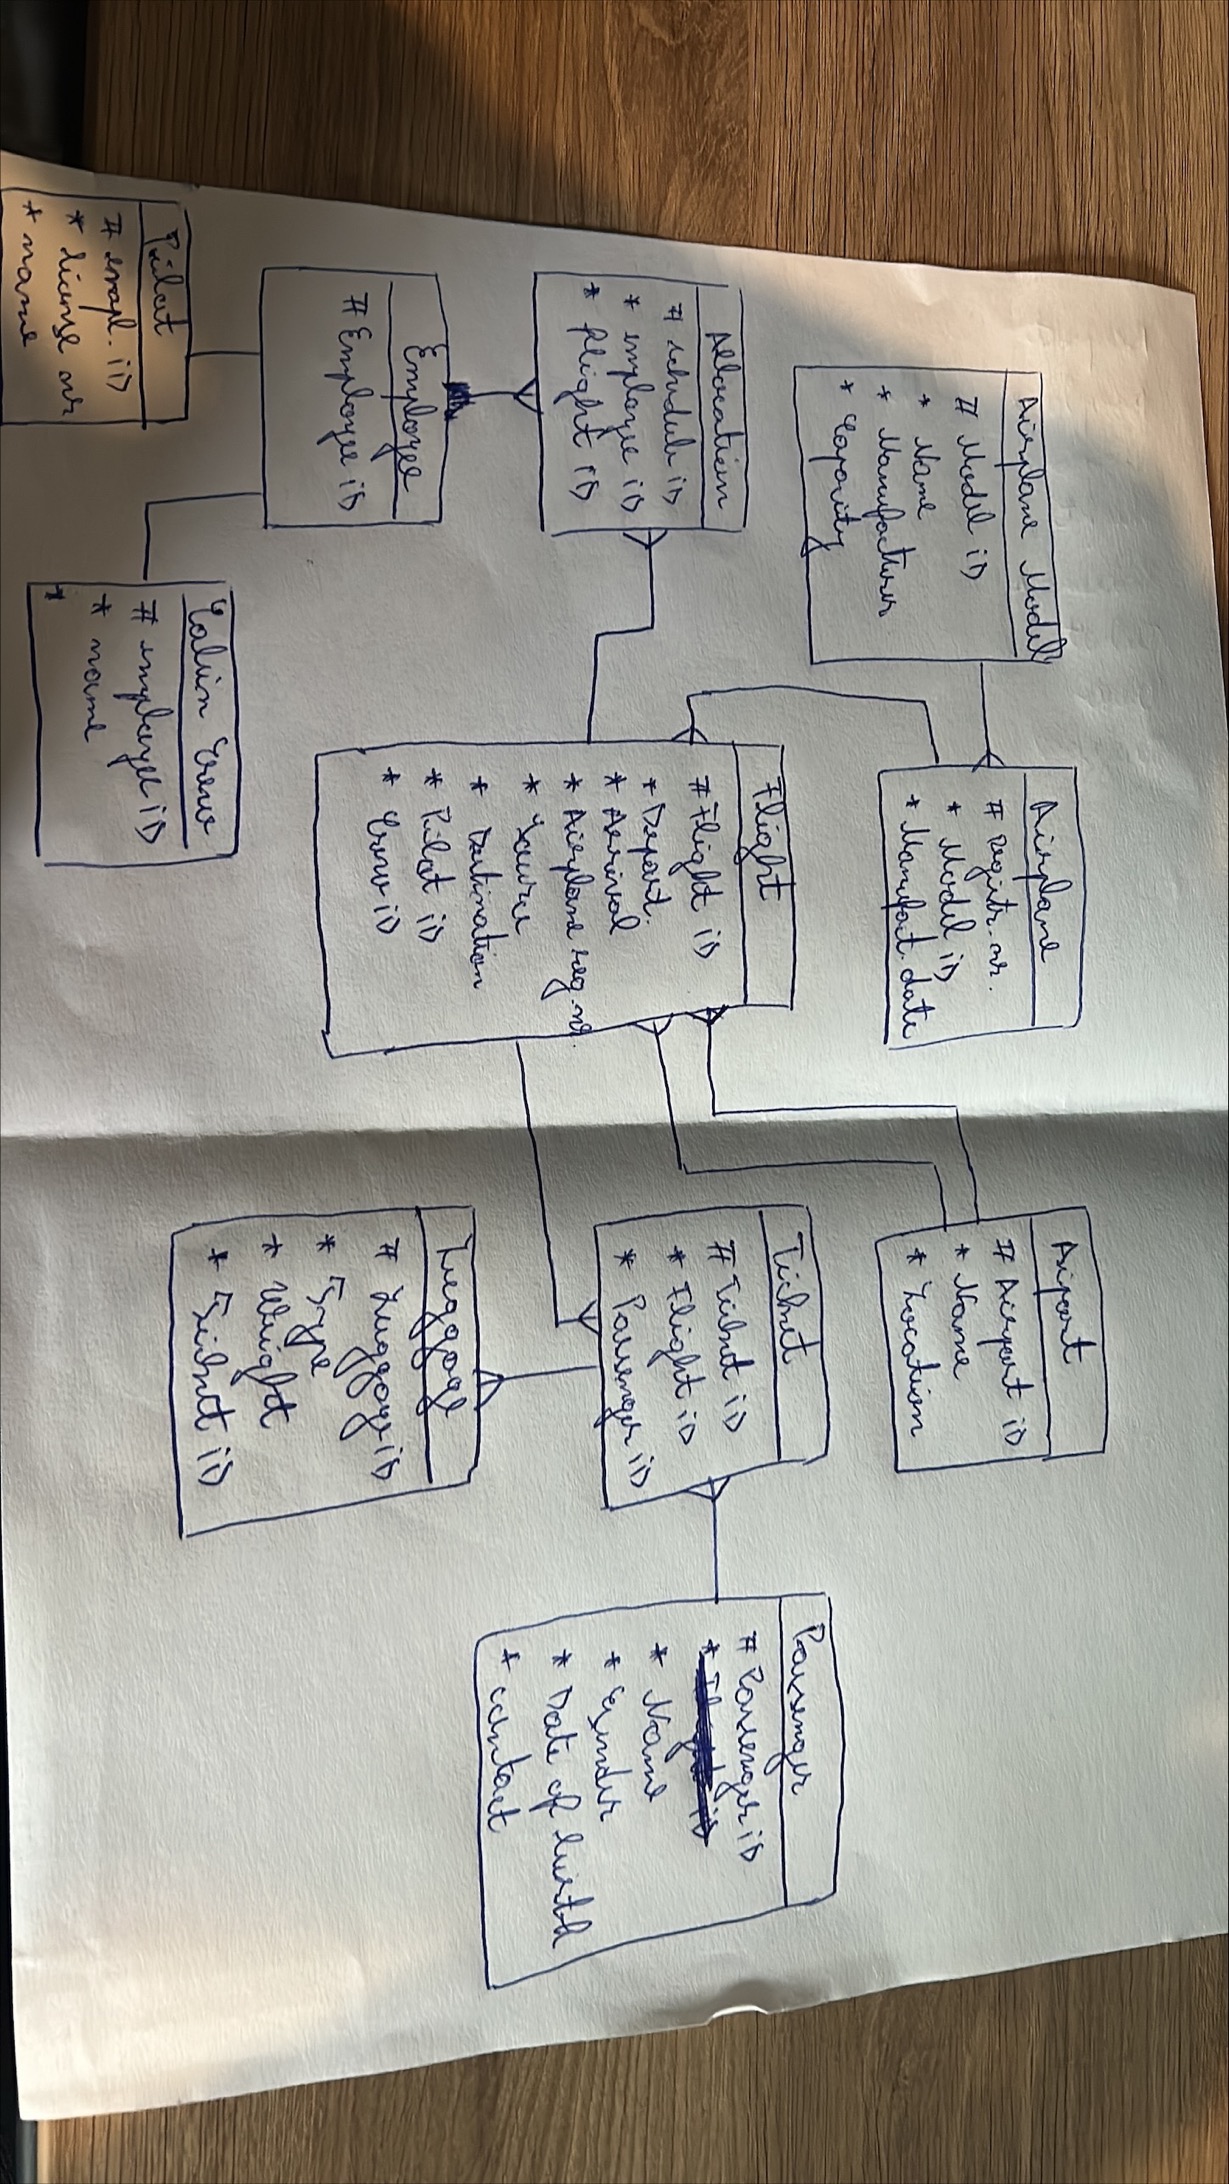 Airplane Model
# Model iD
* Name
* Manufacturer
* Capacity
Airplane
# Registr. nr.
* Model iD
* Manufact. date
Airport
# Airport iD
* Name
* Location
Allocation
# schedule iD
* employee iD
* flight iD
Flight
# Flight iD
* Depart.
* Arrival
* Airplane reg. nr.
* Source
* Destination
* Pilot iD
* Crew iD
Ticket
# Ticket iD
* Flight iD
* Passenger iD
Passenger
# Passenger iD
* Name
* Gender
* Date of birth
* contact
Employee
# Employee iD
Luggage
# Luggage iD
* Type
* Weight
* Ticket iD
Pilot
# empl. iD
* license nr
* name
Cabin Crew
# employee iD
* name
*